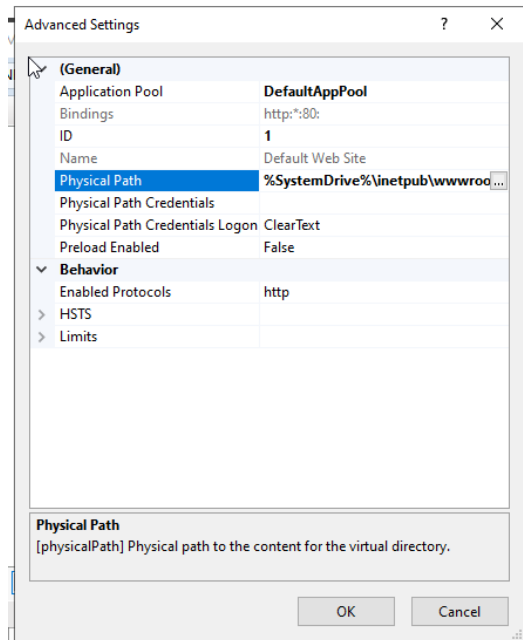 Advanced Settings ? ×
(General)
Application Pool DefaultAppPool
Bindings http:*:80:
ID 1
Name Default Web Site
Physical Path %SystemDrive%\inetpub\wwwroo ...
Physical Path Credentials
Physical Path Credentials Logon ClearText
Preload Enabled False
Behavior
Enabled Protocols http
HSTS
Limits
Physical Path
[physicalPath] Physical path to the content for the virtual directory.
OK Cancel